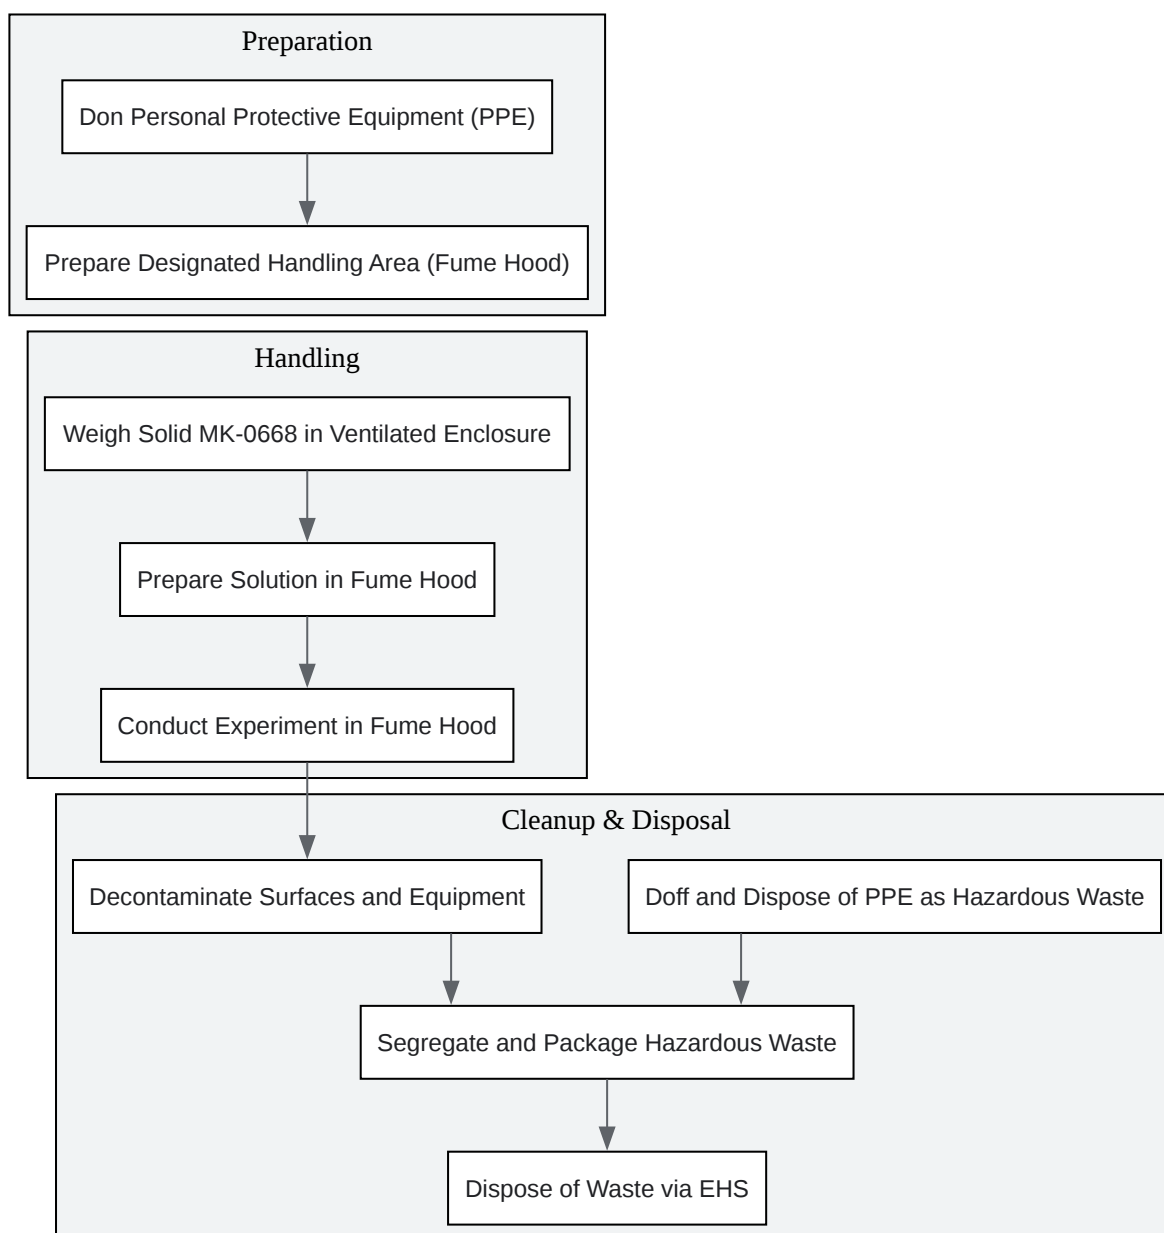 Preparation
Don Personal Protective Equipment (PPE)
Prepare Designated Handling Area (Fume Hood)
Handling
Weigh Solid MK-0668 in Ventilated Enclosure
Prepare Solution in Fume Hood
Conduct Experiment in Fume Hood
Cleanup & Disposal
Decontaminate Surfaces and Equipment
Doff and Dispose of PPE as Hazardous Waste
Segregate and Package Hazardous Waste
Dispose of Waste via EHS